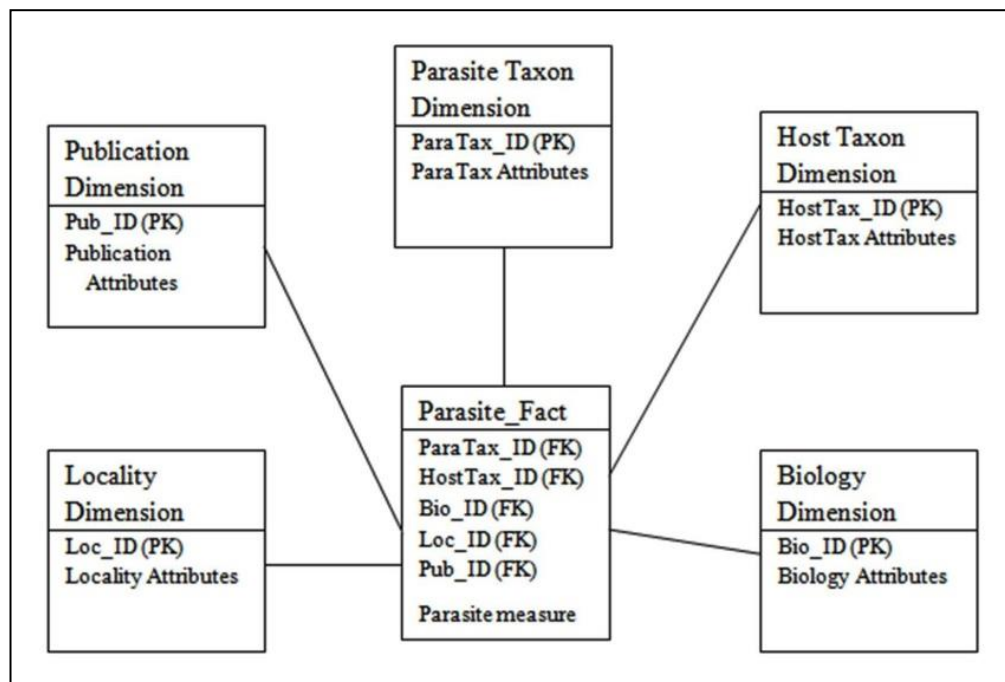 Parasite Taxon
Dimension
ParaTax_ID (PK)
ParaTax Attributes
Publication
Dimension
Pub_ID (PK)
Publication
Attributes
Host Taxon
Dimension
HostTax_ID (PK)
HostTax Attributes
Parasite_Fact
ParaTax_ID (FK)
HostTax_ID (FK)
Bio_ID (FK)
Loc_ID (FK)
Pub_ID (FK)
Parasite measure
Locality
Dimension
Loc_ID (PK)
Locality Attributes
Biology
Dimension
Bio_ID (PK)
Biology Attributes